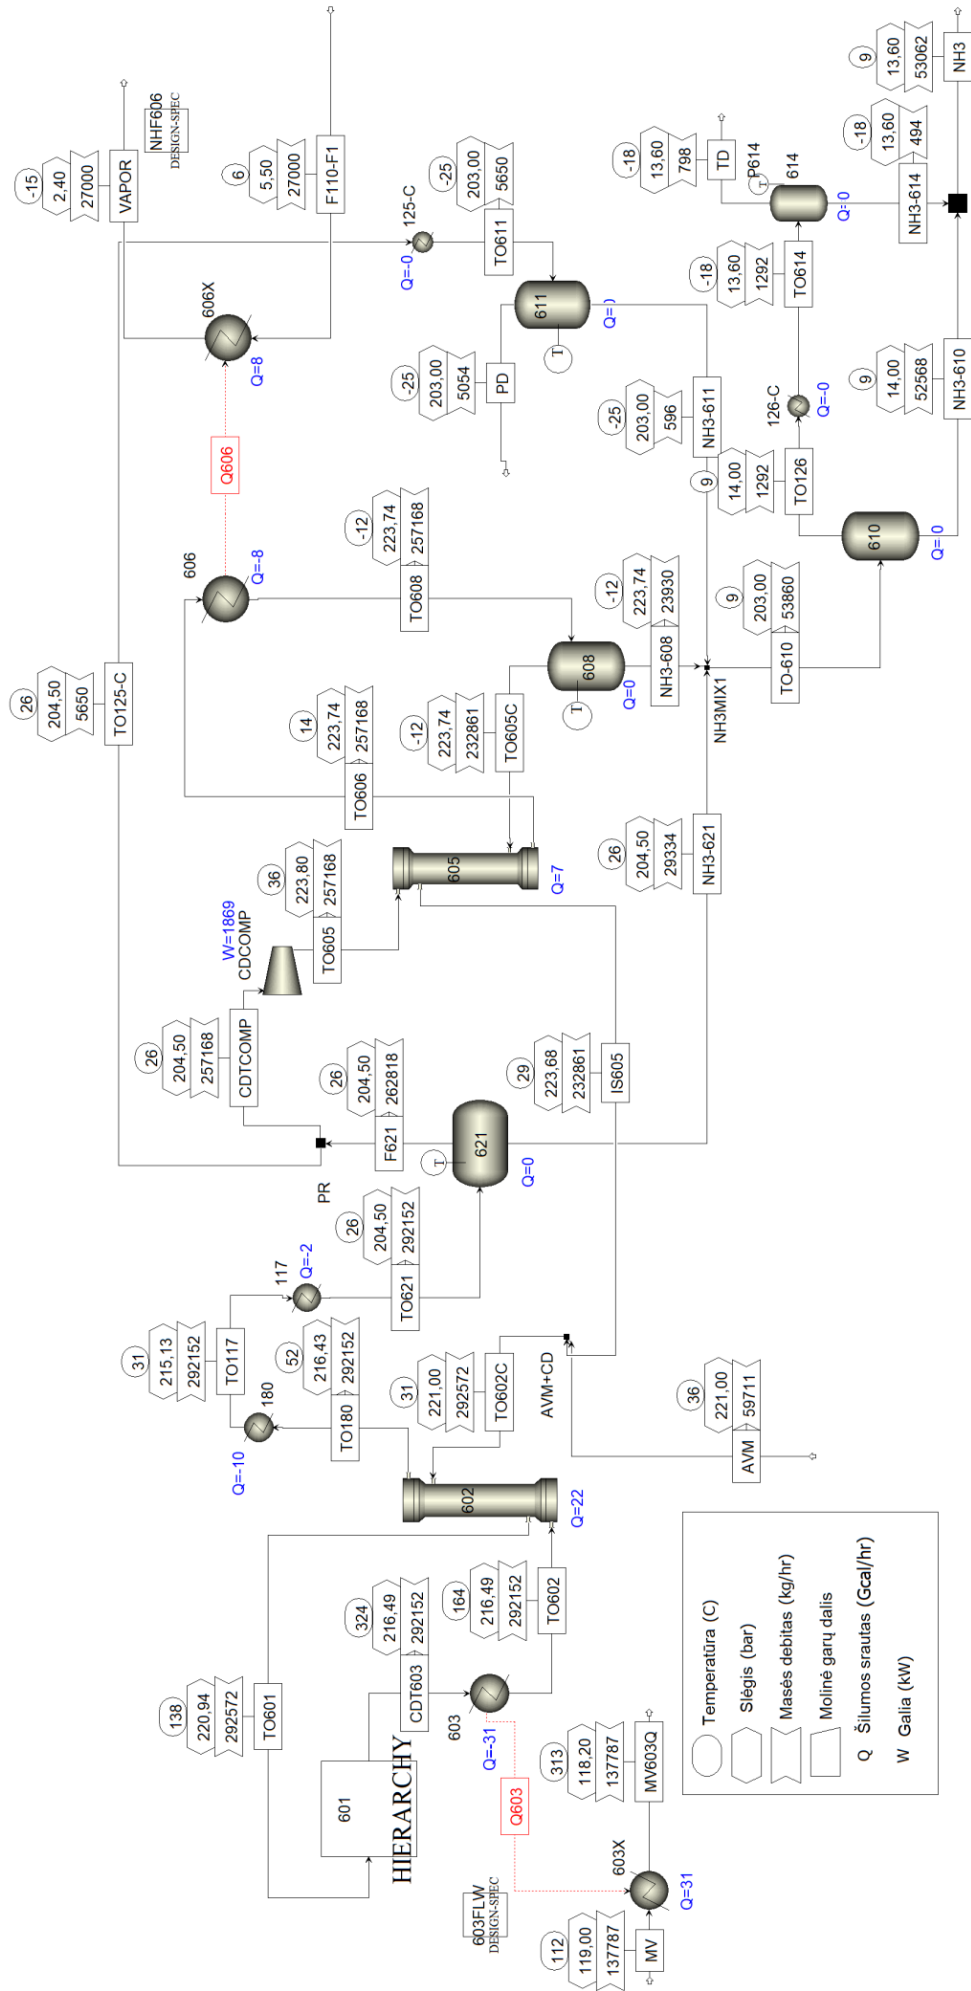 138
220,94
292572
TO601
601
HIERARCHY
324
216,49
292152
CDT603
603
Q=-31
164
216,49
292152
TO602
602
Q=22
Q603
603FLW
DESIGN-SPEC
112
119,00
137787
MV
603X
Q=31
313
118,20
137787
MV603Q
31
215,13
292152
TO117
Q=-10
180
52
216,43
292152
TO180
117
Q=-2
26
204,50
292152
TO621
31
221,00
292572
TO602C
AVM+CD
36
221,00
59711
AVM
PR
26
204,50
262818
F621
T
621
Q=0
26
204,50
257168
CDTCOMP
W=1869
CDCOMP
36
223,80
257168
TO605
605
Q=7
29
223,68
232861
IS605
26
204,50
29334
NH3-621
26
204,50
5650
TO125-C
14
223,74
257168
TO606
606
Q=-8
Q606
606X
Q=8
-12
223,74
257168
TO608
-12
223,74
232861
TO605C
T
608
Q=0
-12
223,74
23930
NH3-608
NH3MIX1
-15
2,40
27000
VAPOR
NHF606
DESIGN-SPEC
6
5,50
27000
F110-F1
125-C
Q=-0
-25
203,00
5650
TO611
611
T
Q=0
-25
203,00
5054
PD
-25
203,00
596
NH3-611
9
203,00
53860
TO-610
610
Q=-0
9
14,00
1292
TO126
126-C
Q=-0
-18
13,60
1292
TO614
-18
13,60
798
TD
P614
T
614
Q=0
-18
13,60
494
NH3-614
9
14,00
52568
NH3-610
9
13,60
53062
NH3
Temperatūra (C)
Slėgis (bar)
Masės debitas (kg/hr)
Molinė garų dalis
Q Šilumos srautas (Gcal/hr)
W Galia (kW)